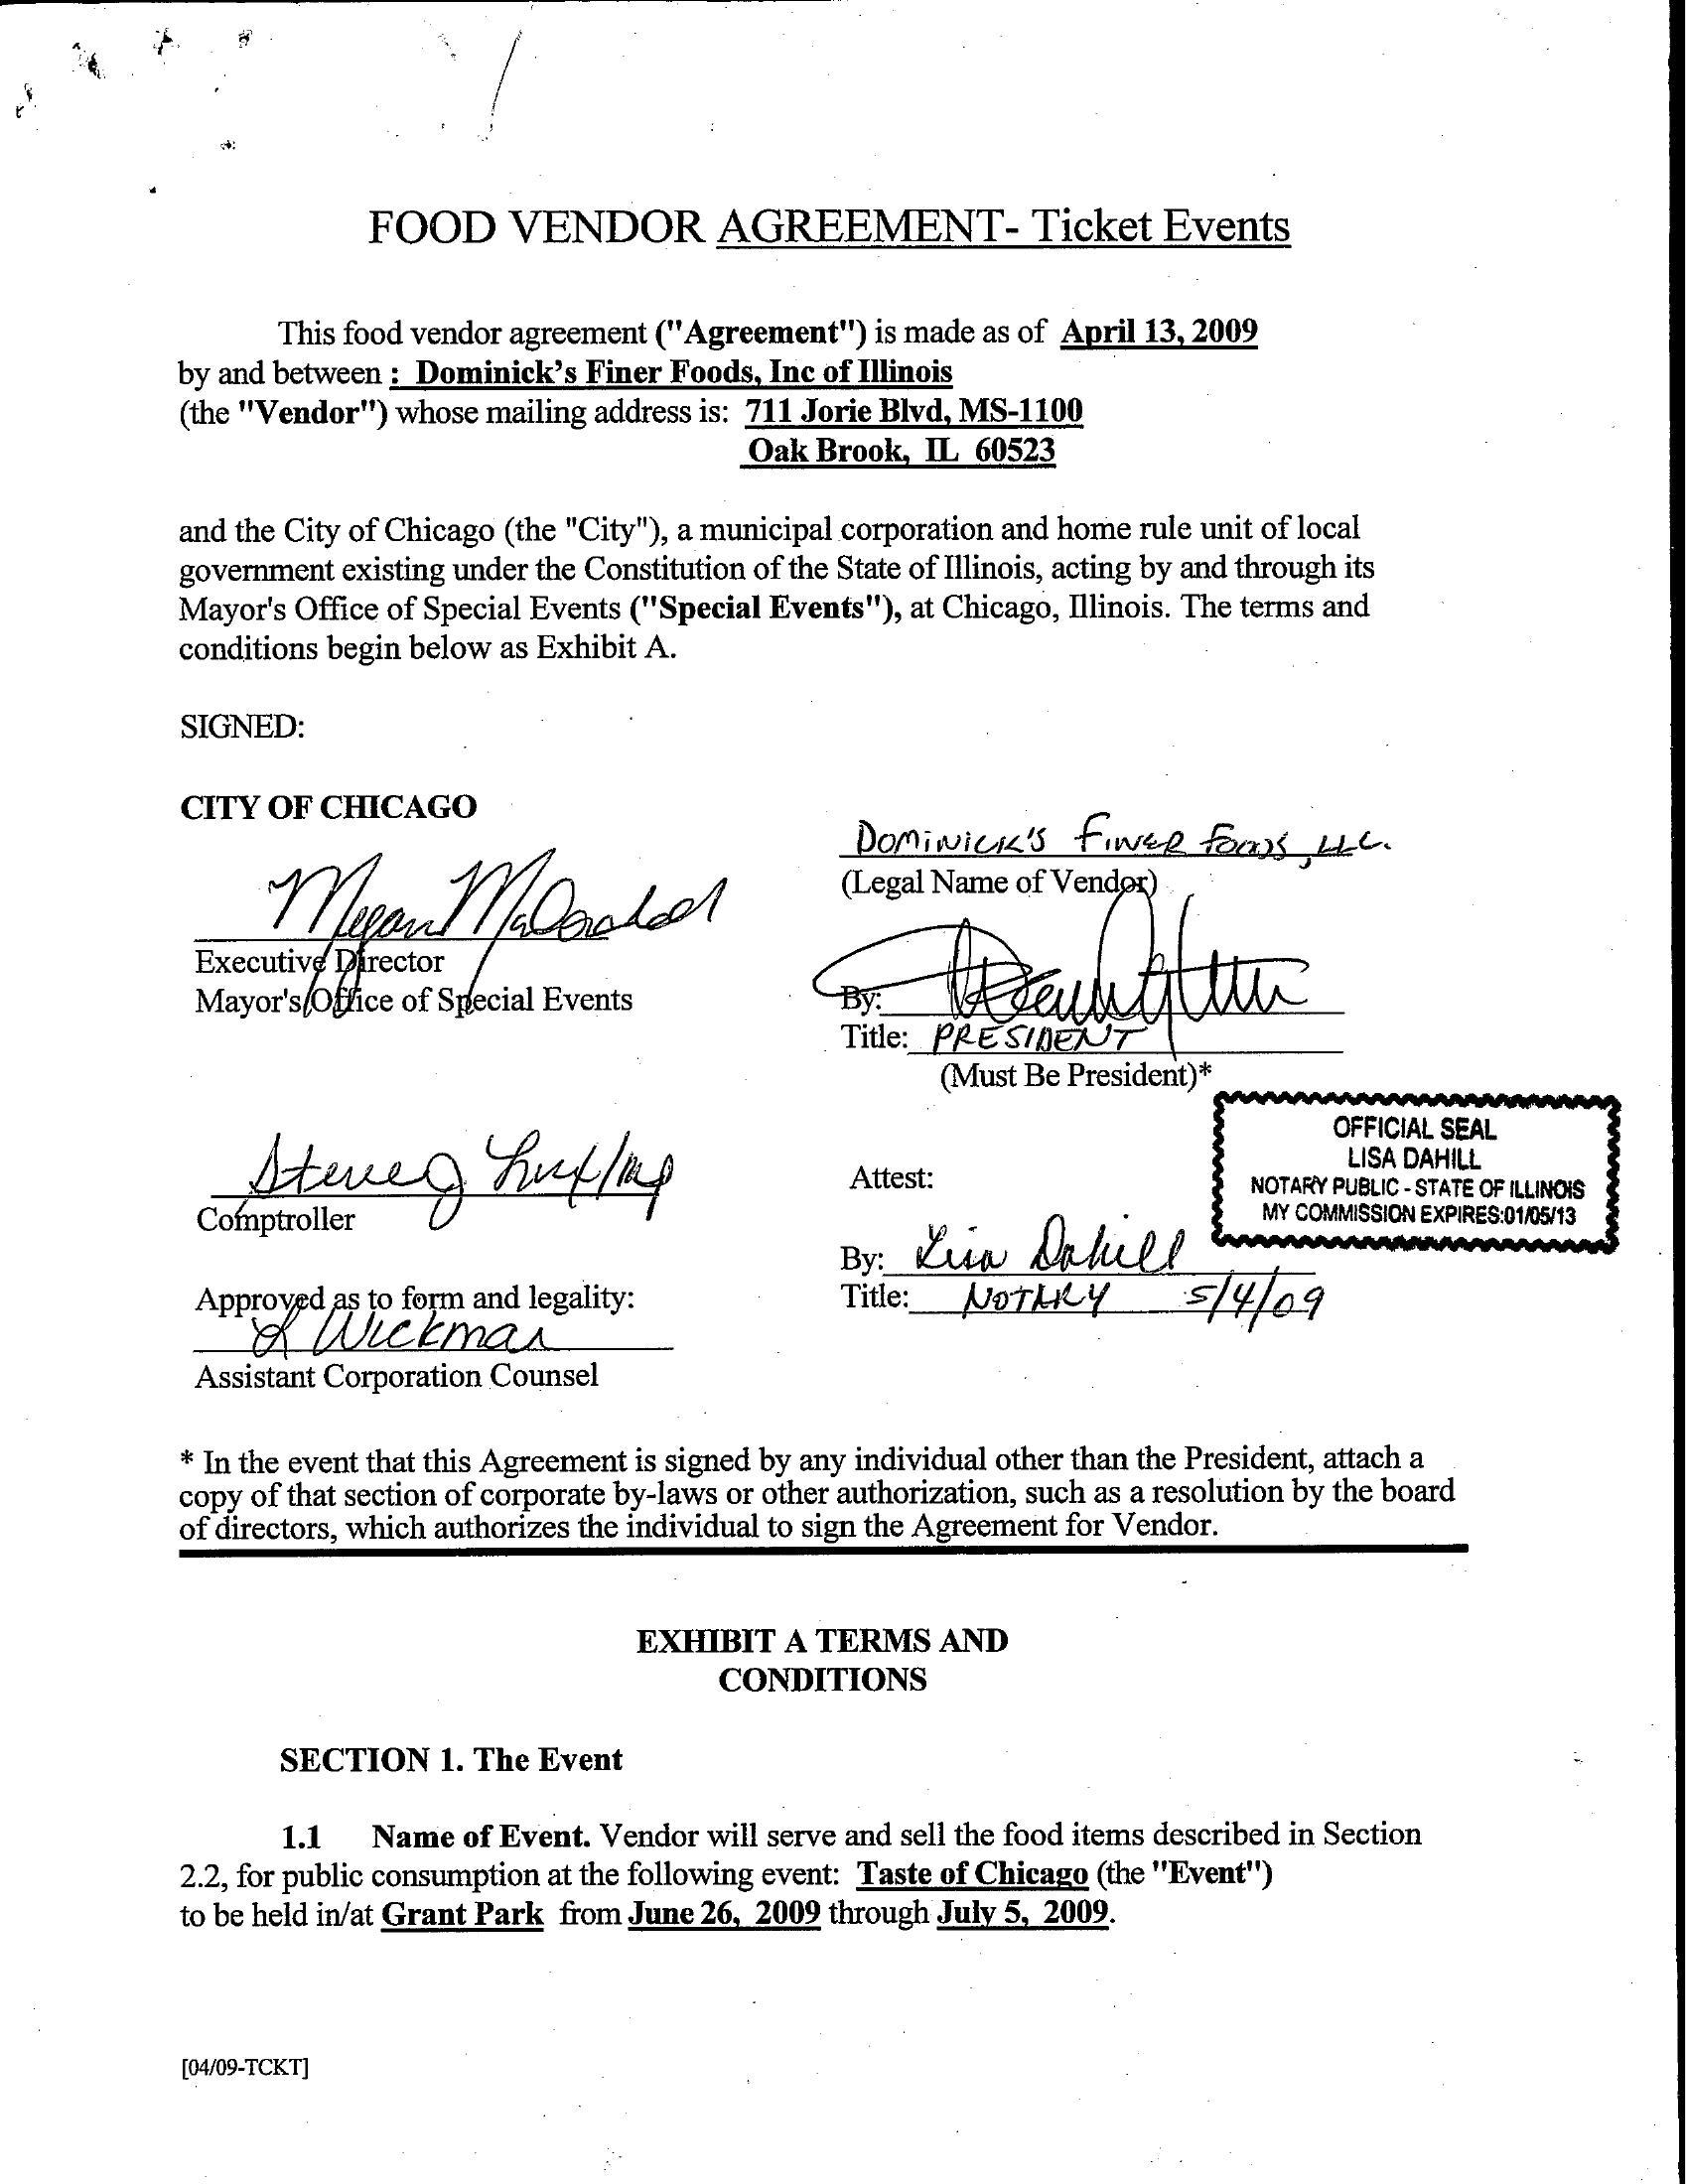 FOOD VENDOR AGREEMENT- Ticket Events
This food vendor agreement ("Agreement") is made as of April 13, 2009
by and between : Dominick's Finer Foods, Inc of Illinois
(the "Vendor") whose mailing address is: 711 Jorie Blvd, MS-1100
Oak Brook, IL 60523
and the City of Chicago (the "City"), a municipal corporation and home rule unit of local
government existing under the Constitution of the State of Illinois, acting by and through its
Mayor's Office of Special Events ("Special Events"), at Chicago, Illinois. The terms and
conditions begin below as Exhibit A.
SIGNED:
CITY OF CHICAGO
Megan McDonald
Executive Director
Mayor's Office of Special Events
Comptroller
Approved as to form and legality:
Wickman
Assistant Corporation Counsel
DOMINICK'S FINER FOODS, LLC.
(Legal Name of Vendor)
By:
Title: PRESIDENT
(Must Be President)*
OFFICIAL SEAL
LISA DAHILL
NOTARY PUBLIC - STATE OF ILLINOIS
MY COMMISSION EXPIRES:01/05/13
Attest:
By: Lisa Dahill
Title: NOTARY 5/4/09
* In the event that this Agreement is signed by any individual other than the President, attach a
copy of that section of corporate by-laws or other authorization, such as a resolution by the board
of directors, which authorizes the individual to sign the Agreement for Vendor.
EXHIBIT A TERMS AND
CONDITIONS
SECTION 1. The Event
1.1 Name of Event. Vendor will serve and sell the food items described in Section
2.2, for public consumption at the following event: Taste of Chicago (the "Event")
to be held in/at Grant Park from June 26, 2009 through July 5, 2009.
[04/09-TCKT]